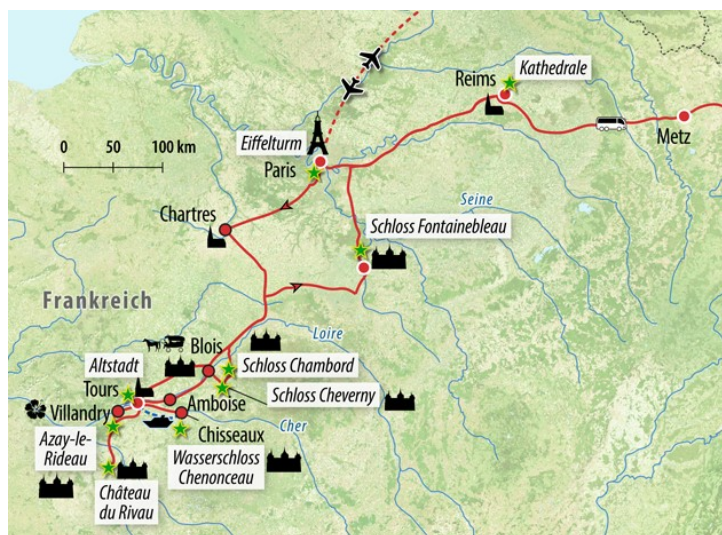 Kathedrale
Reims
Metz
0 50 100 km
Eiffelturm
Paris
Seine
Chartres
Schloss Fontainebleau
Frankreich
Loire
Blois
Altstadt
Schloss Chambord
Tours
Schloss Cheverny
Amboise
Villandry
Cher
Chisseaux
Azay-le-
Rideau
Wasserschloss
Chenonceau
Château
du Rivau